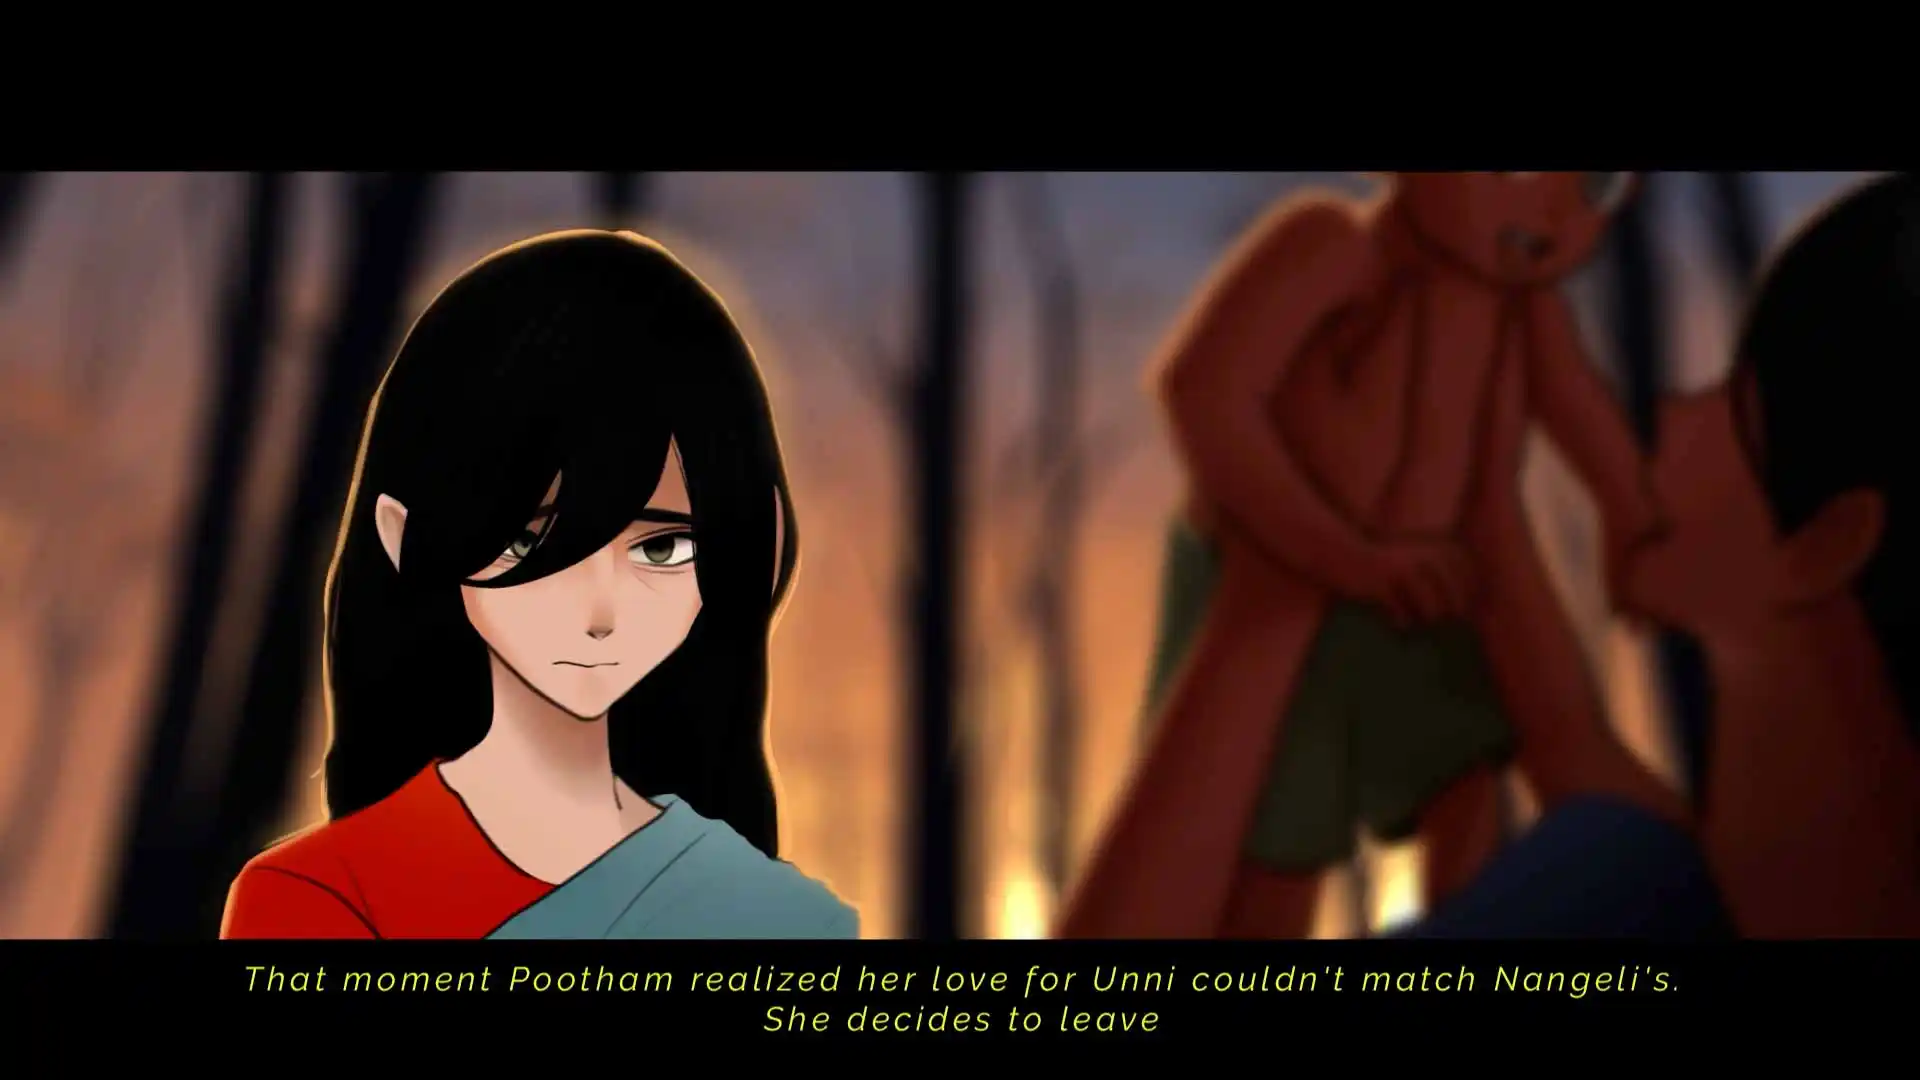 That moment Pootham realized her love for Unni couldn't match Nangeli's.
She decides to leave